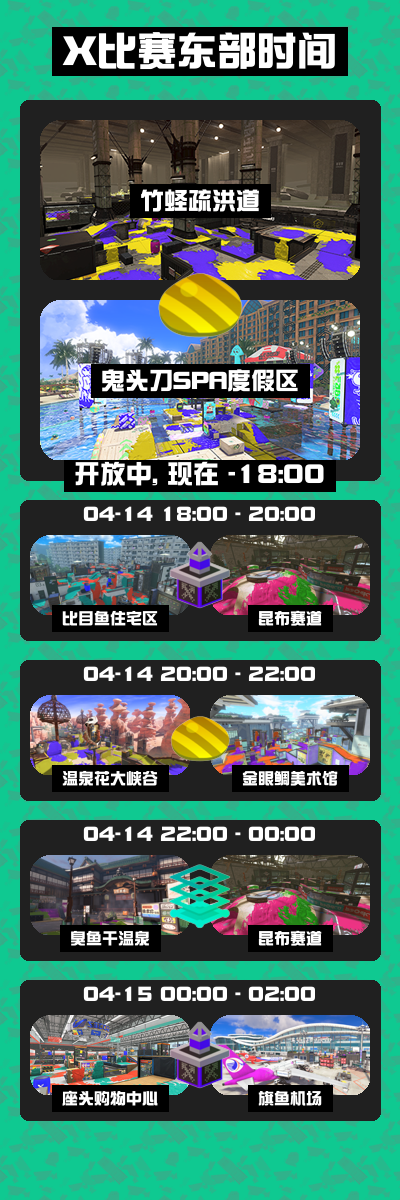 X比赛东部时间
竹蛏疏洪道
鬼头刀SPA度假区
开放中, 现在 -18:00
04-14 18:00 - 20:00
比目鱼住宅区
昆布赛道
04-14 20:00 - 22:00
温泉花大峡谷
金眼鲷美术馆
04-14 22:00 - 00:00
臭鱼干温泉
昆布赛道
04-15 00:00 - 02:00
座头购物中心
旗鱼机场